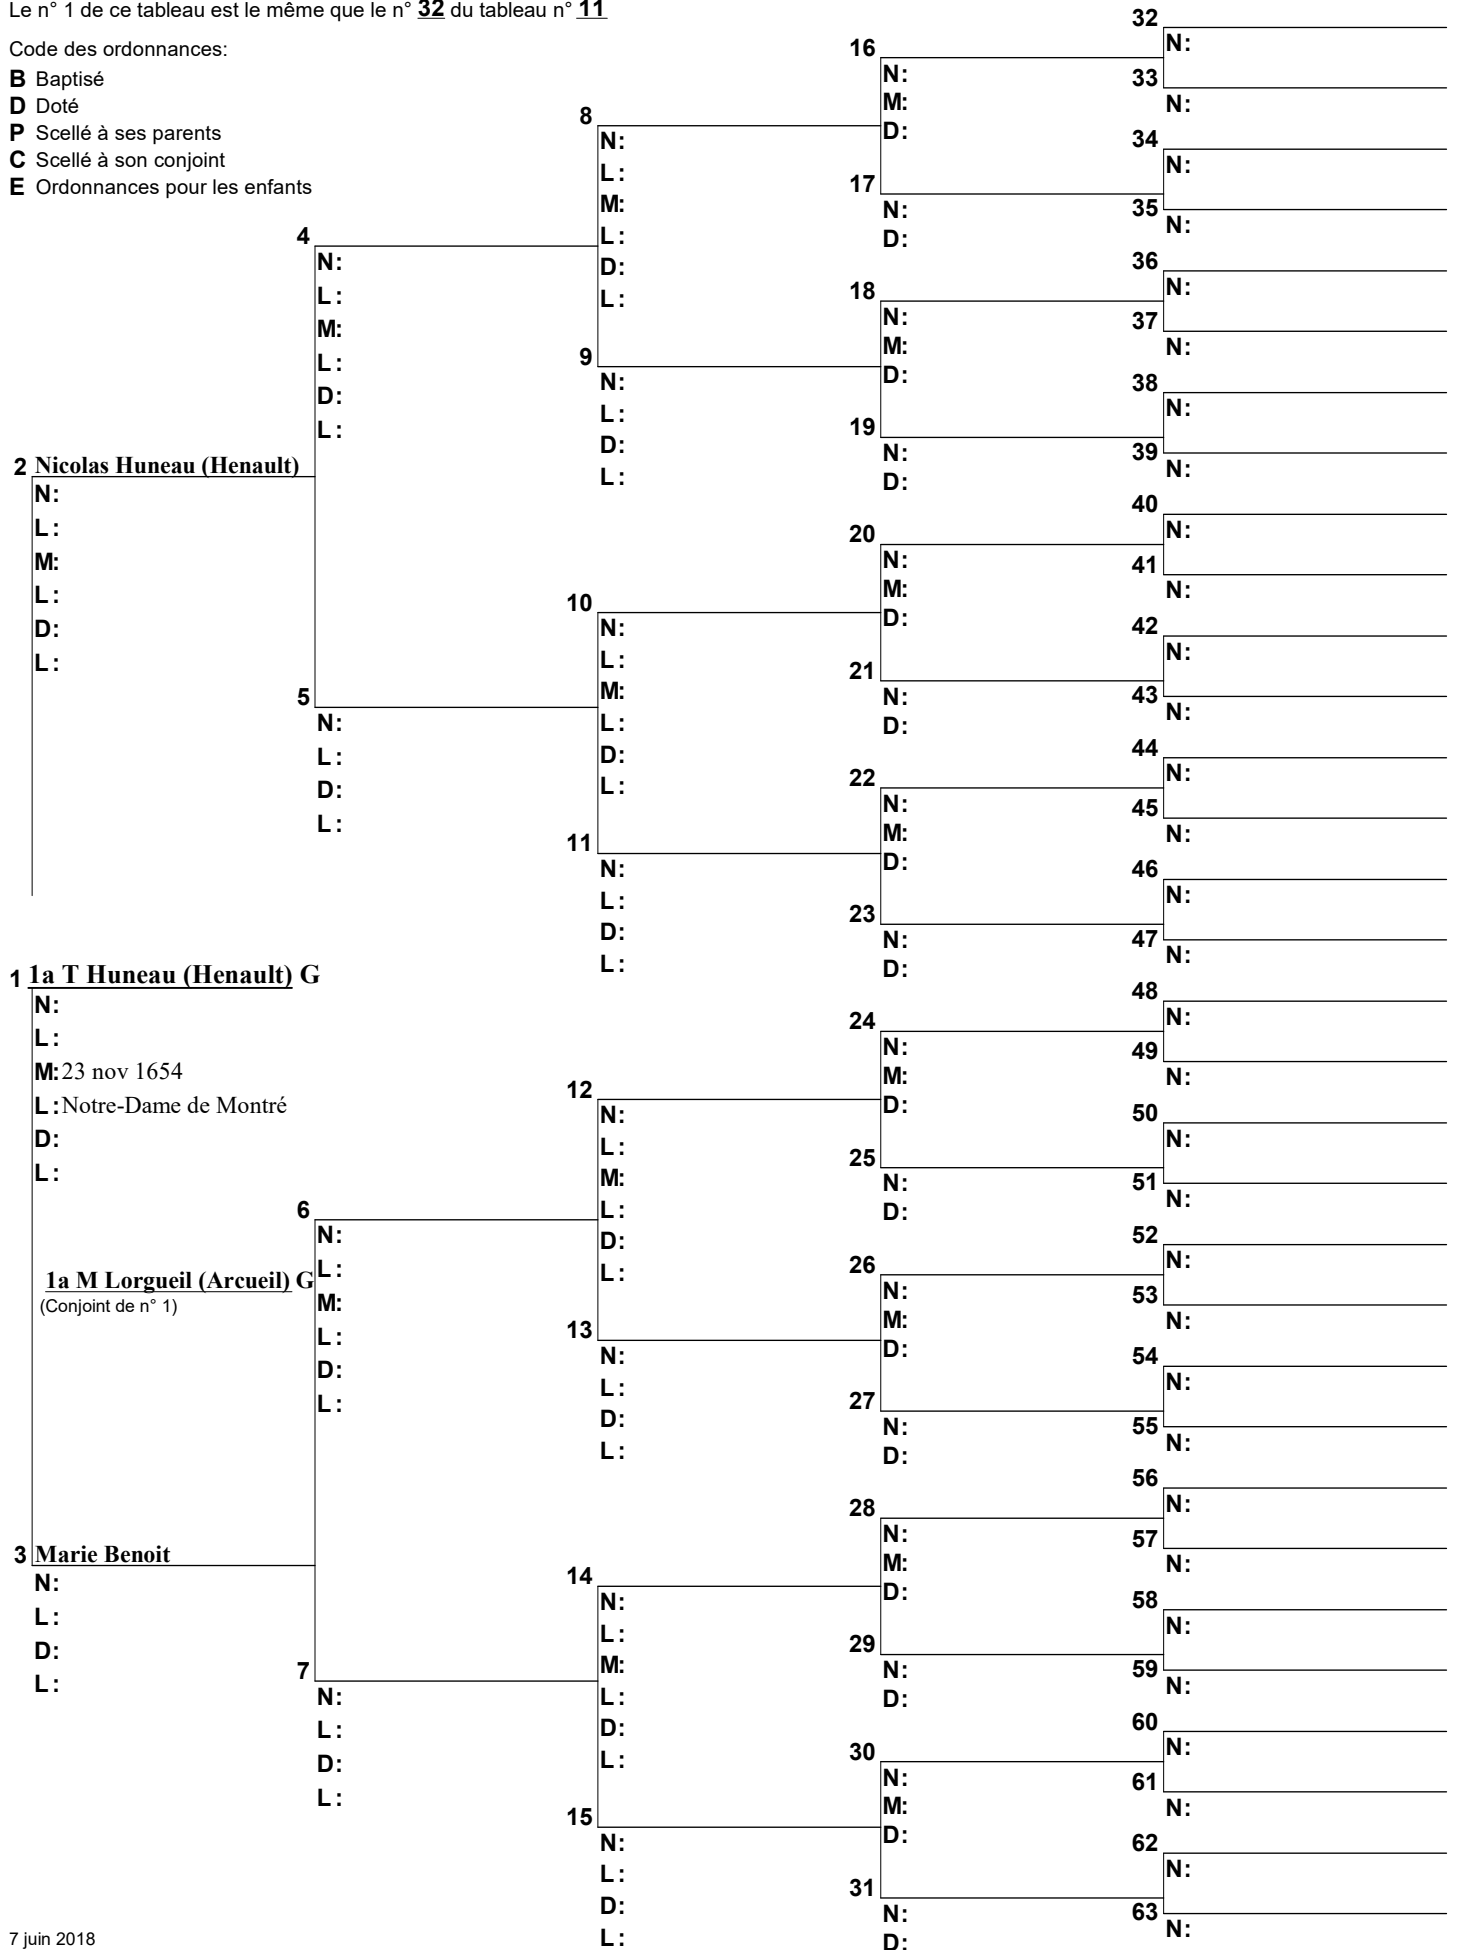 Le n° 1 de ce tableau est le même que le n° 32 du tableau n° 11
Code des ordonnances:
B Baptisé
D Doté
P Scellé à ses parents
C Scellé à son conjoint
E Ordonnances pour les enfants
2 Nicolas Huneau (Henault)
N:
L:
M:
L:
D:
L:
1 1a T Huneau (Henault) G
N:
L:
M: 23 nov 1654
L: Notre-Dame de Montré
D:
L:
1a M Lorgueil (Arcueil) G
(Conjoint de n° 1)
3 Marie Benoit
N:
L:
D:
L:
4
N:
L:
M:
L:
D:
L:
5
N:
L:
D:
L:
6
N:
L:
M:
L:
D:
L:
7
N:
L:
D:
L:
8
N:
L:
M:
L:
D:
L:
9
N:
L:
D:
L:
10
N:
L:
M:
L:
D:
L:
11
N:
L:
D:
L:
12
N:
L:
M:
L:
D:
L:
13
N:
L:
D:
L:
14
N:
L:
M:
L:
D:
L:
15
N:
L:
D:
L:
16
N:
M:
D:
17
N:
D:
18
N:
M:
D:
19
N:
D:
20
N:
M:
D:
21
N:
D:
22
N:
M:
D:
23
N:
D:
24
N:
M:
D:
25
N:
D:
26
N:
M:
D:
27
N:
D:
28
N:
M:
D:
29
N:
D:
30
N:
M:
D:
31
N:
D:
32
N:
33
N:
34
N:
35
N:
36
N:
37
N:
38
N:
39
N:
40
N:
41
N:
42
N:
43
N:
44
N:
45
N:
46
N:
47
N:
48
N:
49
N:
50
N:
51
N:
52
N:
53
N:
54
N:
55
N:
56
N:
57
N:
58
N:
59
N:
60
N:
61
N:
62
N:
63
N:
7 juin 2018